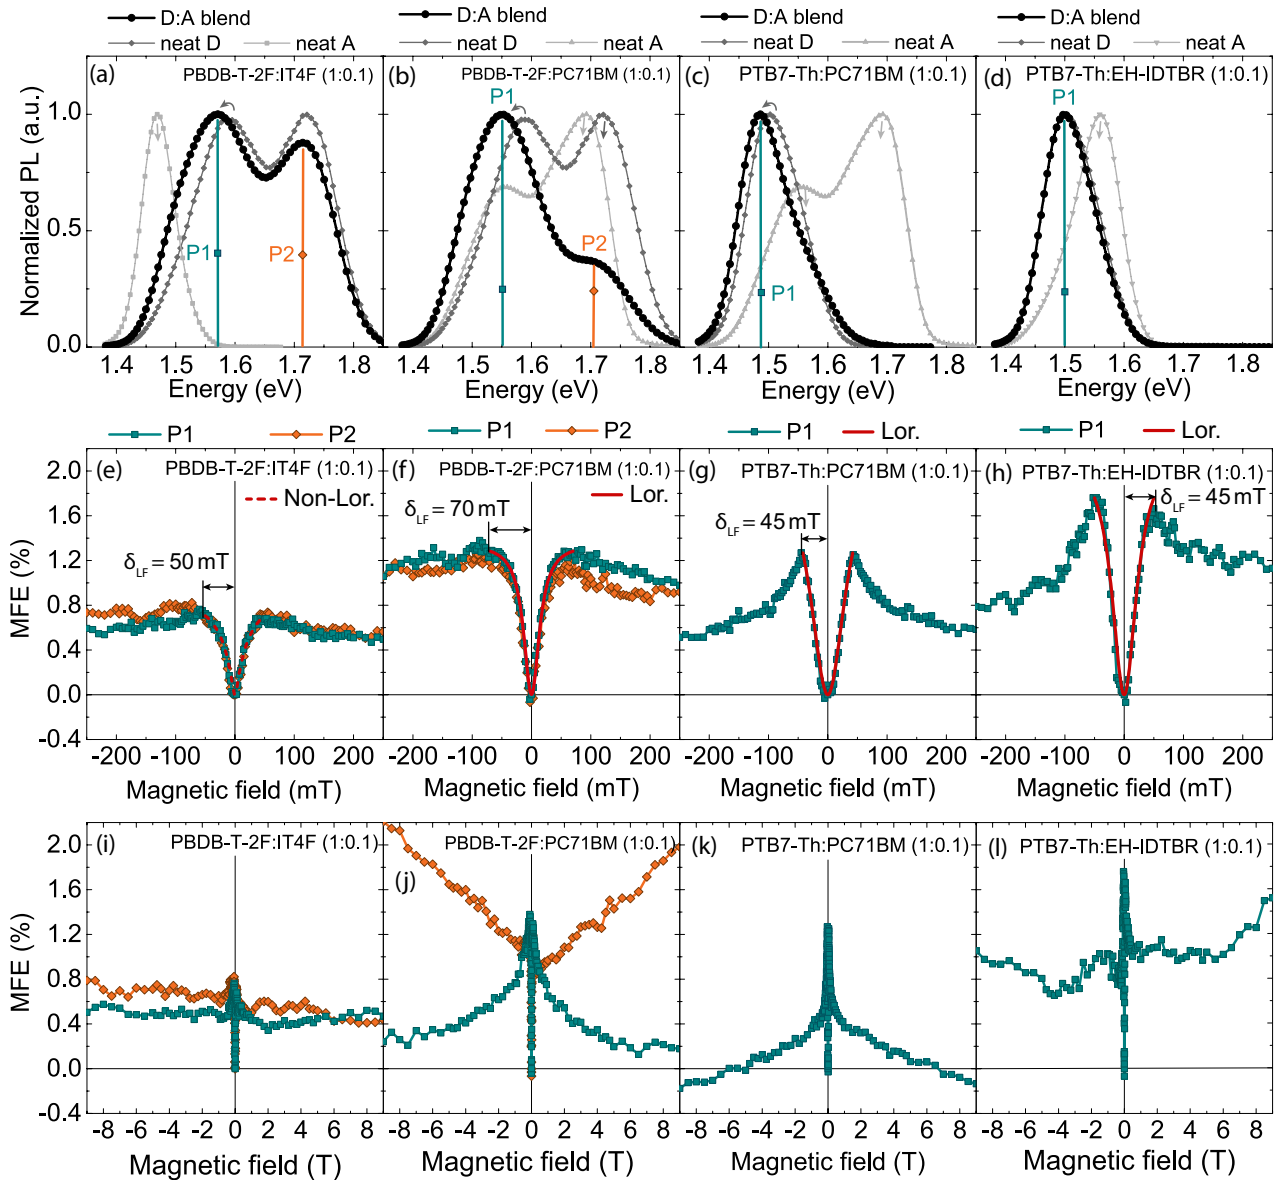 D:A blend
neat D neat A
D:A blend
neat D neat A
D:A blend
neat D neat A
D:A blend
neat D neat A
(a) PBDB-T-2F:IT4F (1:0.1)
P1
P2
(b) PBDB-T-2F:PC71BM (1:0.1)
P1
P2
(c) PTB7-Th:PC71BM (1:0.1)
P1
(d) PTB7-Th:EH-IDTBR (1:0.1)
P1
Normalized PL (a.u.)
1.0
0.5
0.0
1.4 1.5 1.6 1.7 1.8
1.4 1.5 1.6 1.7 1.8
1.4 1.5 1.6 1.7 1.8
1.4 1.5 1.6 1.7 1.8
Energy (eV)
Energy (eV)
Energy (eV)
Energy (eV)
P1 P2
P1 P2
P1 Lor.
P1 Lor.
(e) PBDB-T-2F:IT4F (1:0.1)
Non-Lor.
δLF = 50 mT
(f) PBDB-T-2F:PC71BM (1:0.1)
Lor.
δLF = 70 mT
(g) PTB7-Th:PC71BM (1:0.1)
δLF = 45 mT
(h) PTB7-Th:EH-IDTBR (1:0.1)
δLF = 45 mT
MFE (%)
2.0
1.6
1.2
0.8
0.4
0.0
-0.4
-200 -100 0 100 200
-200 -100 0 100 200
-200 -100 0 100 200
-200 -100 0 100 200
Magnetic field (mT)
Magnetic field (mT)
Magnetic field (mT)
Magnetic field (mT)
(i) PBDB-T-2F:IT4F (1:0.1)
(j) PBDB-T-2F:PC71BM (1:0.1)
(k) PTB7-Th:PC71BM (1:0.1)
(l) PTB7-Th:EH-IDTBR (1:0.1)
MFE (%)
2.0
1.6
1.2
0.8
0.4
0.0
-0.4
-8 -6 -4 -2 0 2 4 6 8
-8 -6 -4 -2 0 2 4 6 8
-8 -6 -4 -2 0 2 4 6 8
-8 -6 -4 -2 0 2 4 6 8
Magnetic field (T)
Magnetic field (T)
Magnetic field (T)
Magnetic field (T)